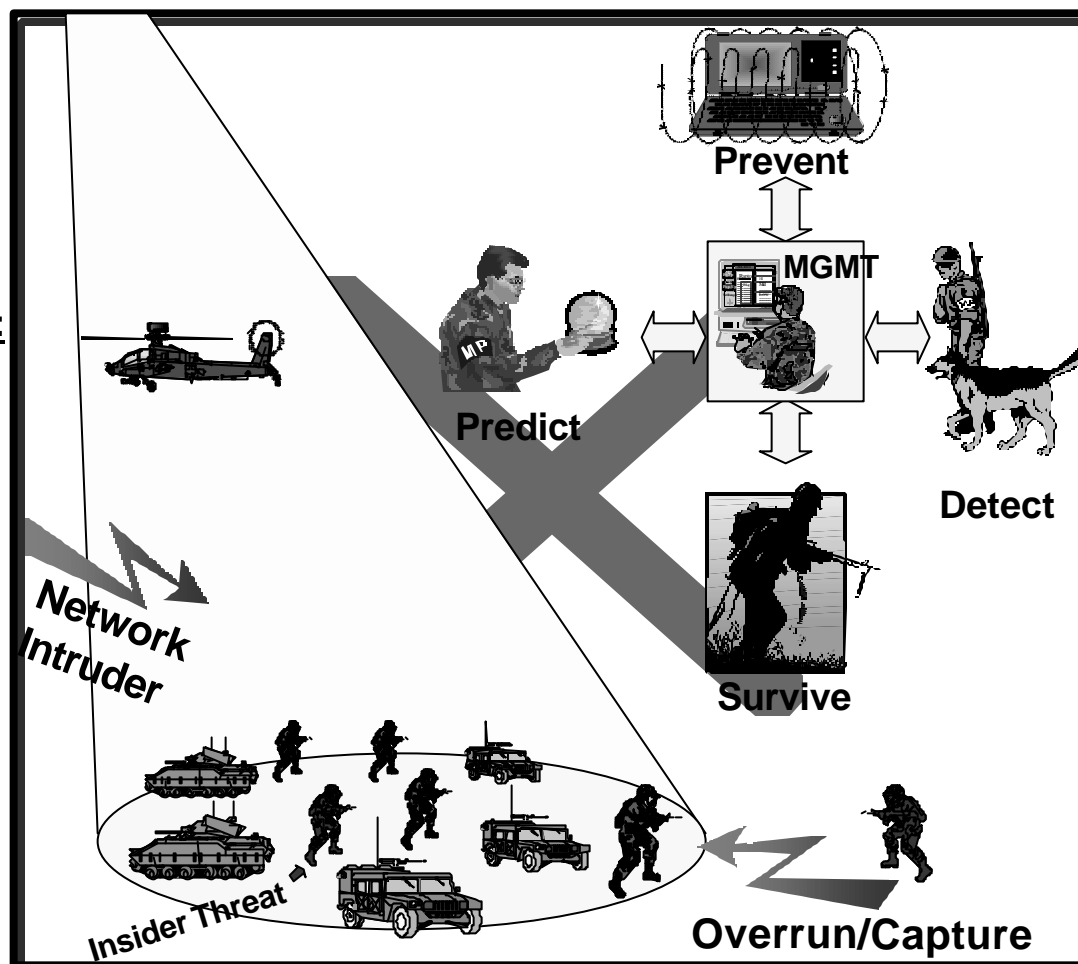 Prevent
MGMT
MP
Predict
Detect
Network
Intruder
Survive
Insider Threat
Overrun/Capture